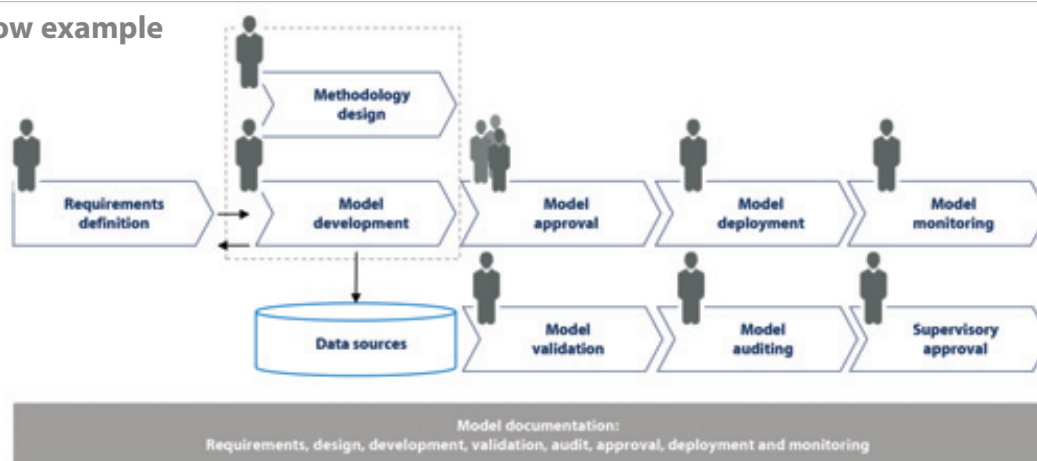 ow example
Methodology
design
Requirements
definition
Model
development
Model
approval
Model
deployment
Model
monitoring
Data sources
Model
validation
Model
auditing
Supervisory
approval
Model documentation:
Requirements, design, development, validation, audit, approval, deployment and monitoring